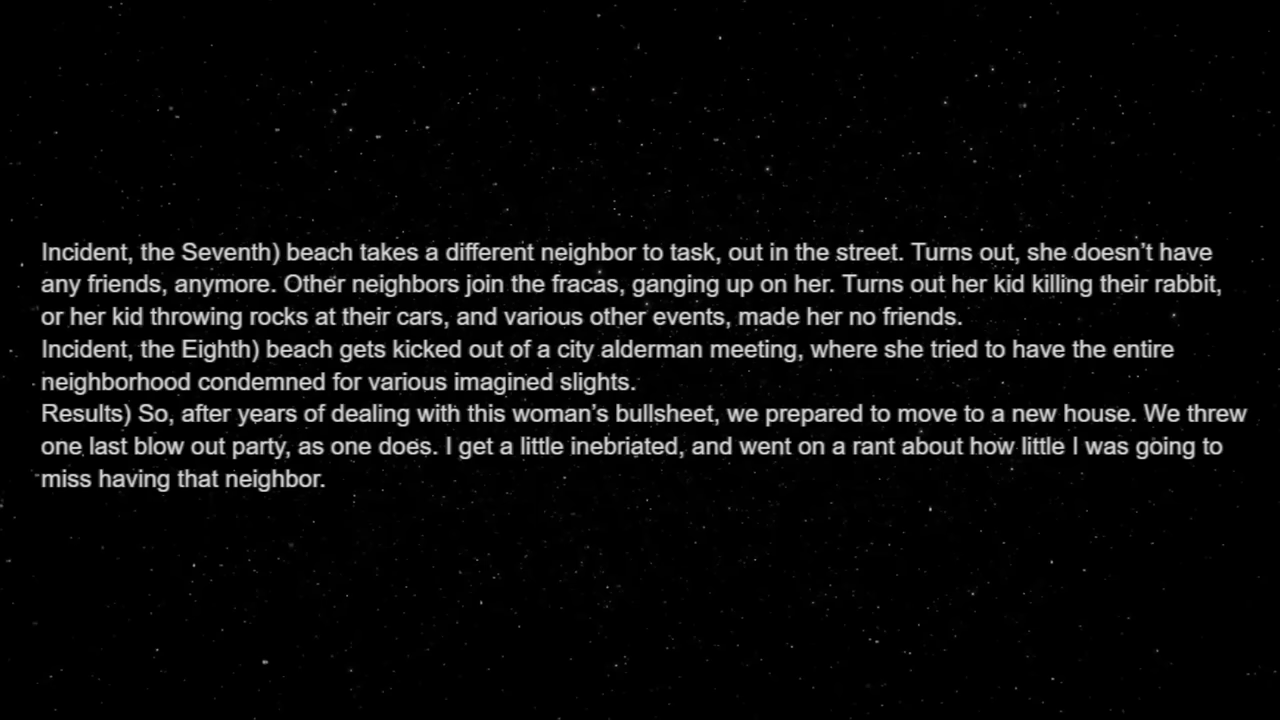 Incident, the Seventh) beach takes a different neighbor to task, out in the street. Turns out, she doesn’t have
any friends, anymore. Other neighbors join the fracas, ganging up on her. Turns out her kid killing their rabbit,
or her kid throwing rocks at their cars, and various other events, made her no friends.
Incident, the Eighth) beach gets kicked out of a city alderman meeting, where she tried to have the entire
neighborhood condemned for various imagined slights.
Results) So, after years of dealing with this woman’s bullsheet, we prepared to move to a new house. We threw
one last blow out party, as one does. I get a little inebriated, and went on a rant about how little I was going to
miss having that neighbor.